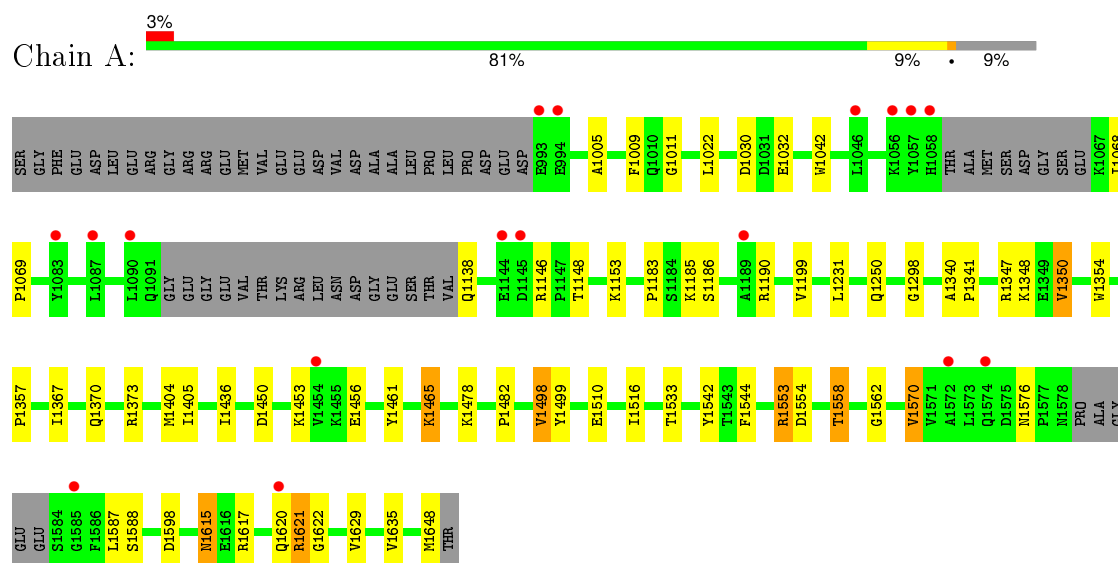 3%
Chain A:
81% 9% • 9%
SER GLY PHE GLU ASP LEU GLU ARG GLY ARG ARG GLU MET VAL GLU GLU ASP VAL ASP ALA ALA LEU PRO LEU PRO ASP GLU ASP E993 E994 A1005 F1009 Q1010 G1011 L1022 D1030 D1031 E1032 W1042 L1046 K1056 Y1057 H1058 THR ALA MET SER ASP GLY SER GLU K1067 I1068
P1069 Y1083 L1087 L1090 Q1091 GLY GLU GLY GLU VAL THR LYS ARG LEU ASN ASP GLY GLU SER THR VAL Q1138 E1144 D1145 R1146 P1147 T1148 K1153 P1183 S1184 K1185 S1186 A1189 R1190 V1199 L1231 Q1250 G1298 A1340 P1341 R1347 K1348 E1349 V1350 W1354
P1357 I1367 Q1370 R1373 M1404 I1405 I1436 D1450 K1453 V1454 K1455 E1456 Y1461 K1465 K1478 P1482 V1498 Y1499 E1510 I1516 T1533 Y1542 T1543 F1544 R1553 D1554 T1558 G1562 V1570 V1571 A1572 L1573 Q1574 D1575 N1576 P1577 N1578 PRO ALA GLY
GLU GLU S1584 G1585 F1586 L1587 S1588 D1598 N1615 E1616 R1617 Q1620 R1621 G1622 V1629 V1635 M1648 THR